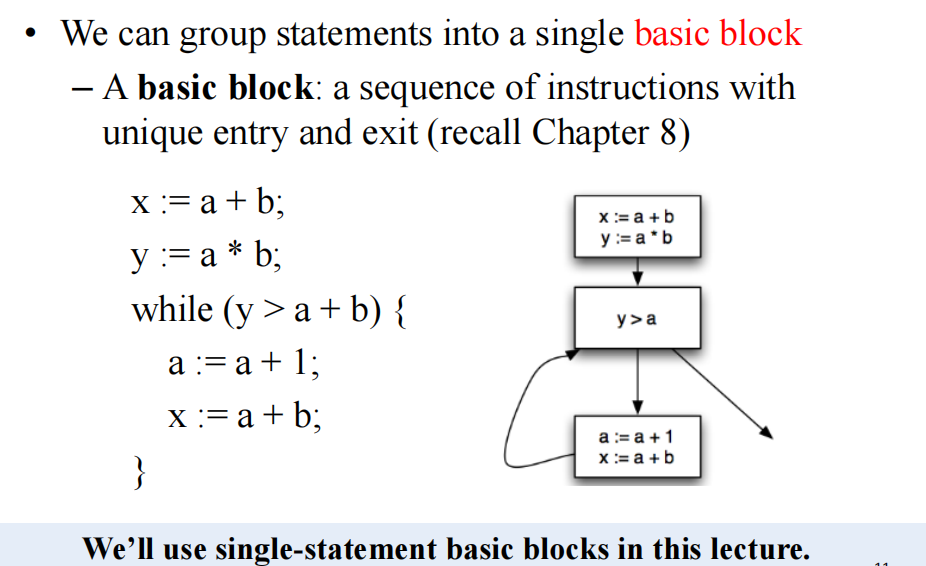 • We can group statements into a single basic block
– A basic block: a sequence of instructions with
unique entry and exit (recall Chapter 8)
x := a + b;
y := a * b;
while (y > a + b) {
a := a + 1;
x := a + b;
}
x := a + b
y := a * b
y > a
a := a + 1
x := a + b
We’ll use single-statement basic blocks in this lecture.